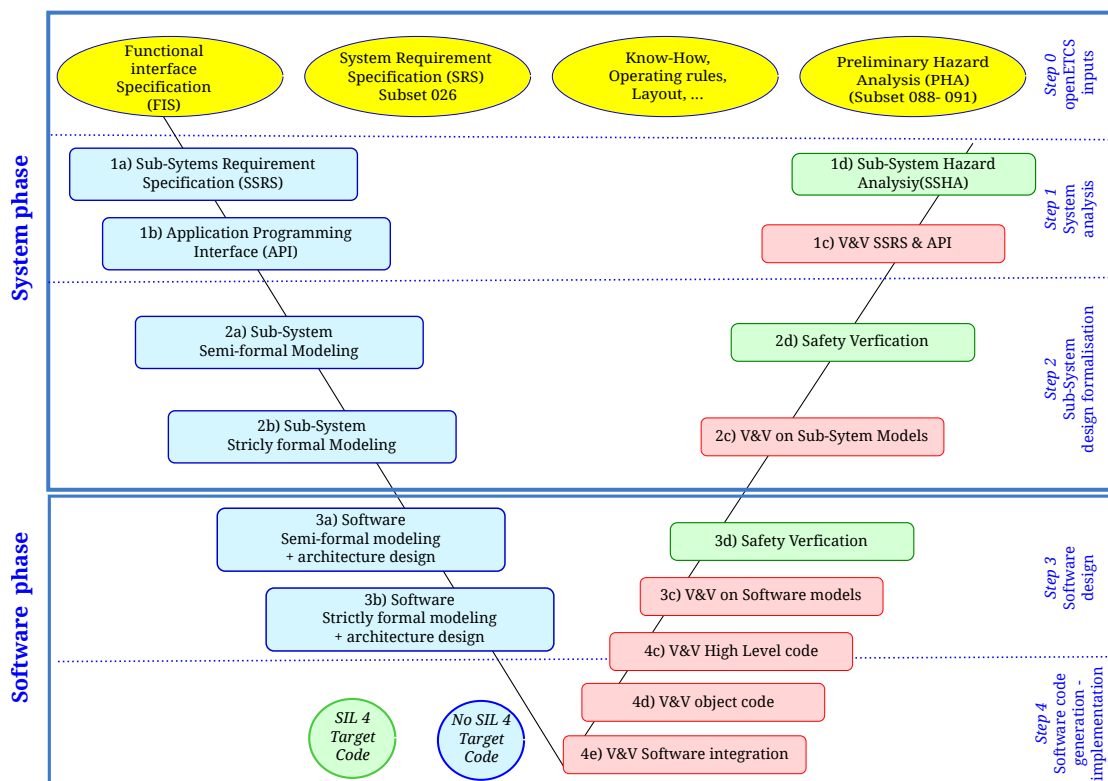 Functional
interface
Specification
(FIS)
System Requirement
Specification (SRS)
Subset 026
Know-How,
Operating rules,
Layout, ...
Preliminary Hazard
Analysis (PHA)
(Subset 088- 091)
Step 0
openETCS
inputs
System phase
1a) Sub-Sytems Requirement
Specification (SSRS)
1d) Sub-System Hazard
Analysiy(SSHA)
1b) Application Programming
Interface (API)
1c) V&V SSRS & API
Step 1
System
analysis
2a) Sub-System
Semi-formal Modeling
2d) Safety Verfication
2b) Sub-System
Stricly formal Modeling
2c) V&V on Sub-Sytem Models
Step 2
Sub-System
design formalisation
Software phase
3a) Software
Semi-formal modeling
+ architecture design
3d) Safety Verfication
3b) Software
Strictly formal modeling
+ architecture design
3c) V&V on Software models
Step 3
Software
design
4c) V&V High Level code
4d) V&V object code
4e) V&V Software integration
SIL 4
Target
Code
No SIL 4
Target
Code
Step 4
Software code
generation -
implementation